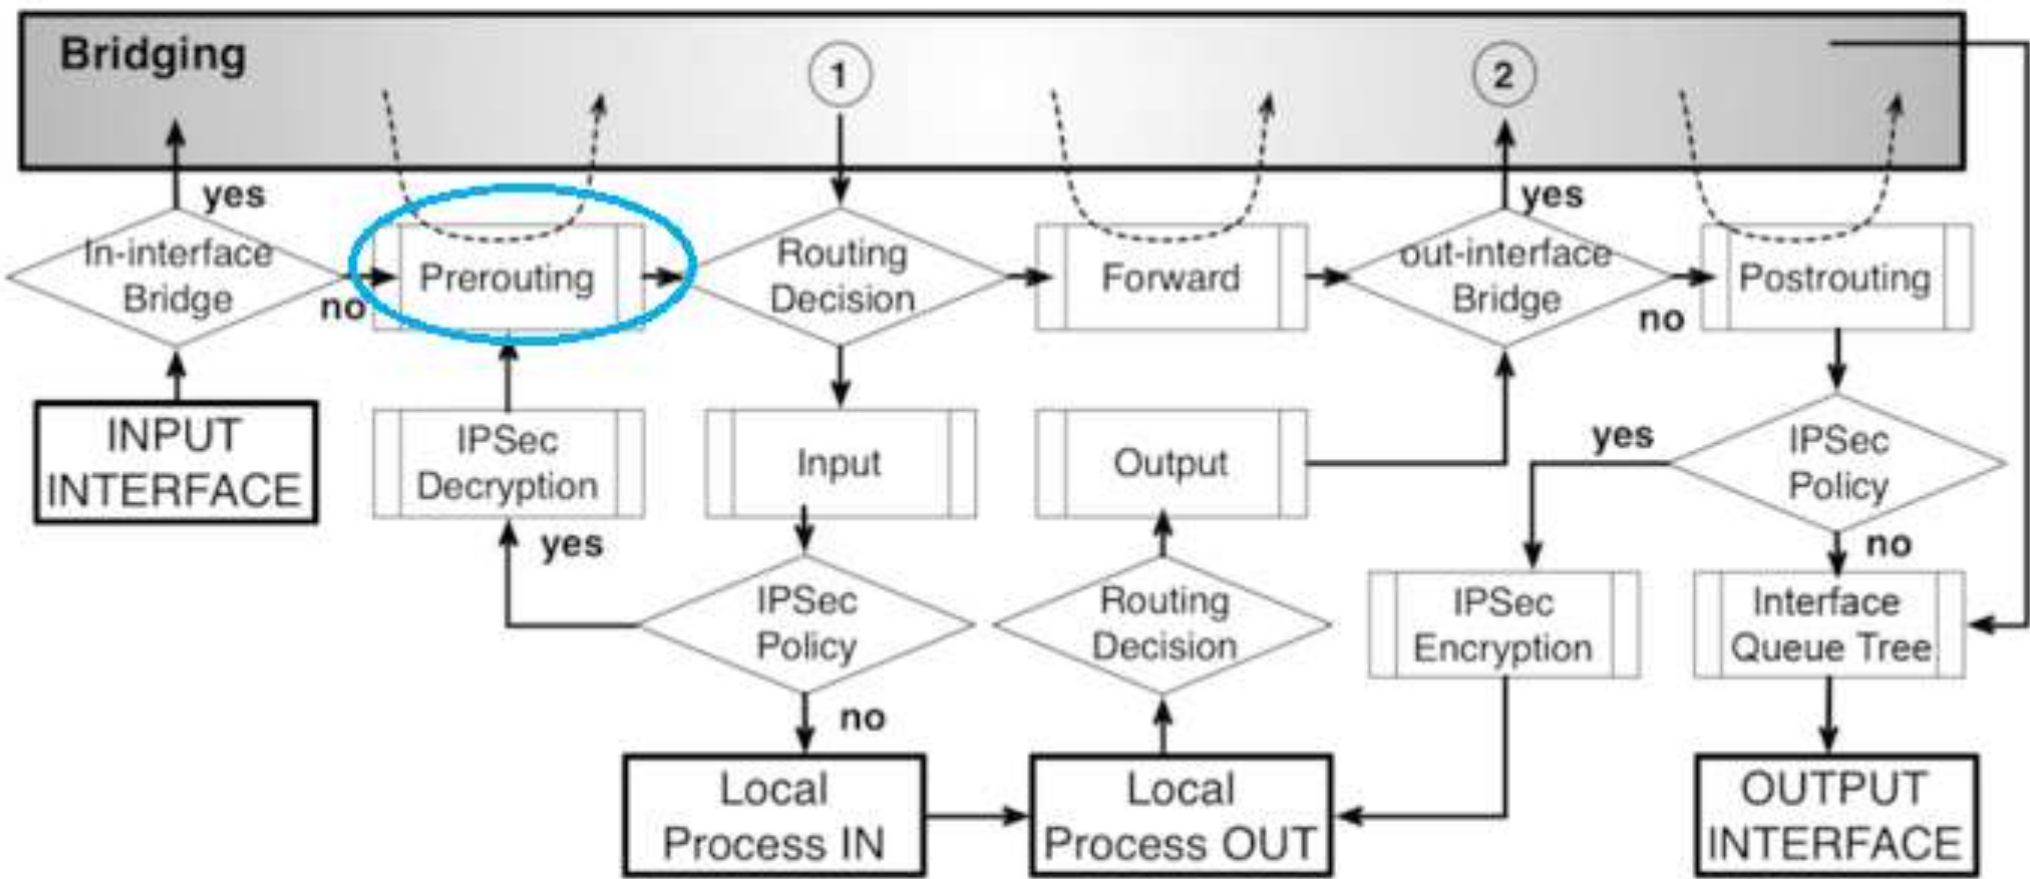 Bridging
1
2
yes
yes
In-interface
Bridge
no
Prerouting
Routing
Decision
Forward
out-interface
Bridge
no
Postrouting
INPUT
INTERFACE
IPSec
Decryption
yes
Input
Output
yes
IPSec
Policy
no
IPSec
Policy
no
Routing
Decision
IPSec
Encryption
Interface
Queue Tree
Local
Process IN
Local
Process OUT
OUTPUT
INTERFACE